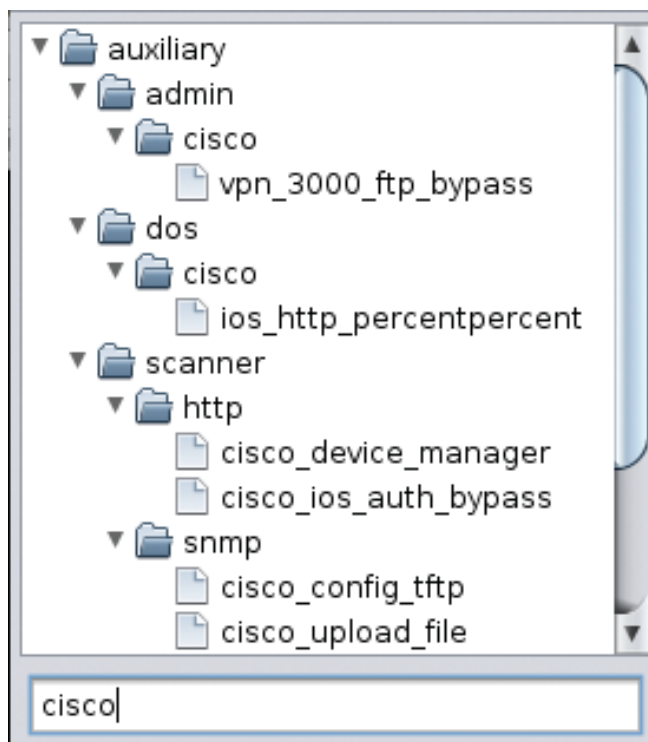 auxiliary
admin
cisco
vpn_3000_ftp_bypass
dos
cisco
ios_http_percentpercent
scanner
http
cisco_device_manager
cisco_ios_auth_bypass
snmp
cisco_config_tftp
cisco_upload_file
cisco